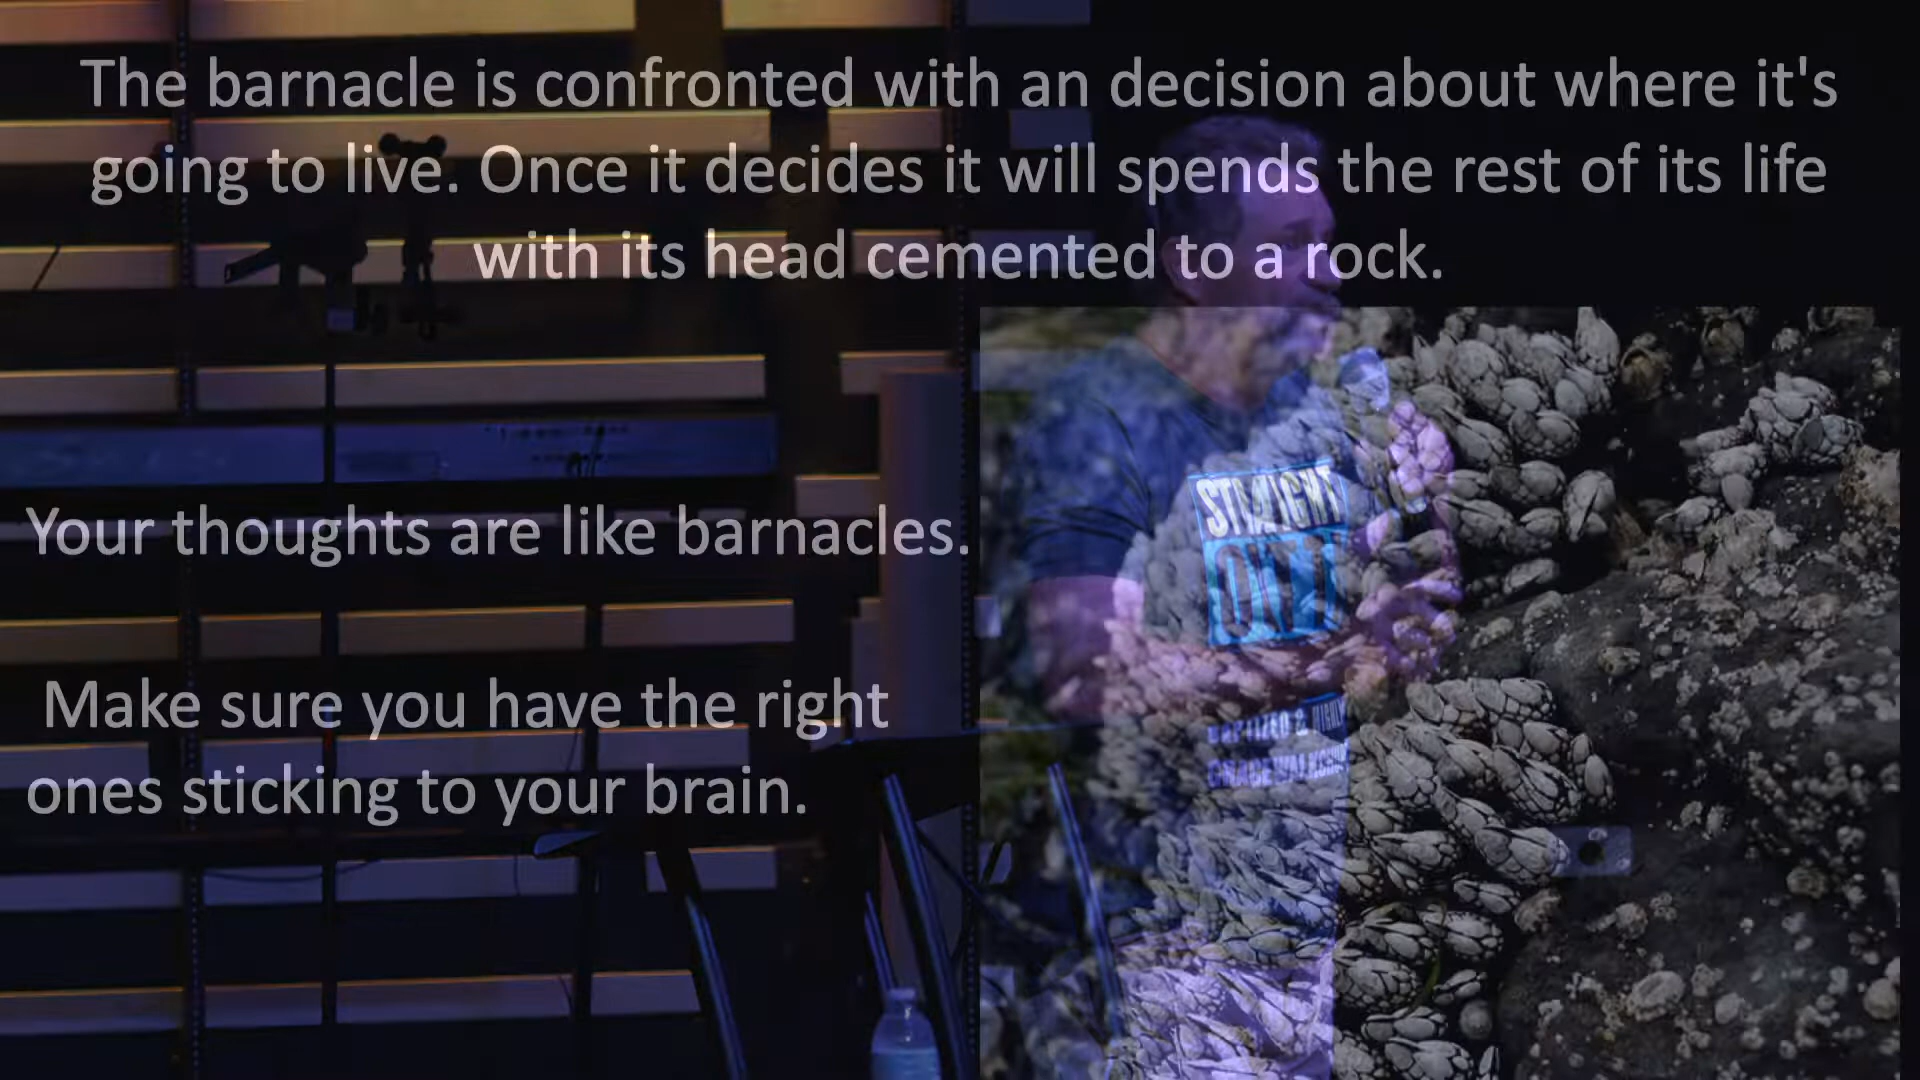 The barnacle is confronted with an decision about where it's
going to live. Once it decides it will spends the rest of its life
with its head cemented to a rock.
STRAIGHT
OUTT
Your thoughts are like barnacles.
Make sure you have the right
ones sticking to your brain.
BAPTIZED &